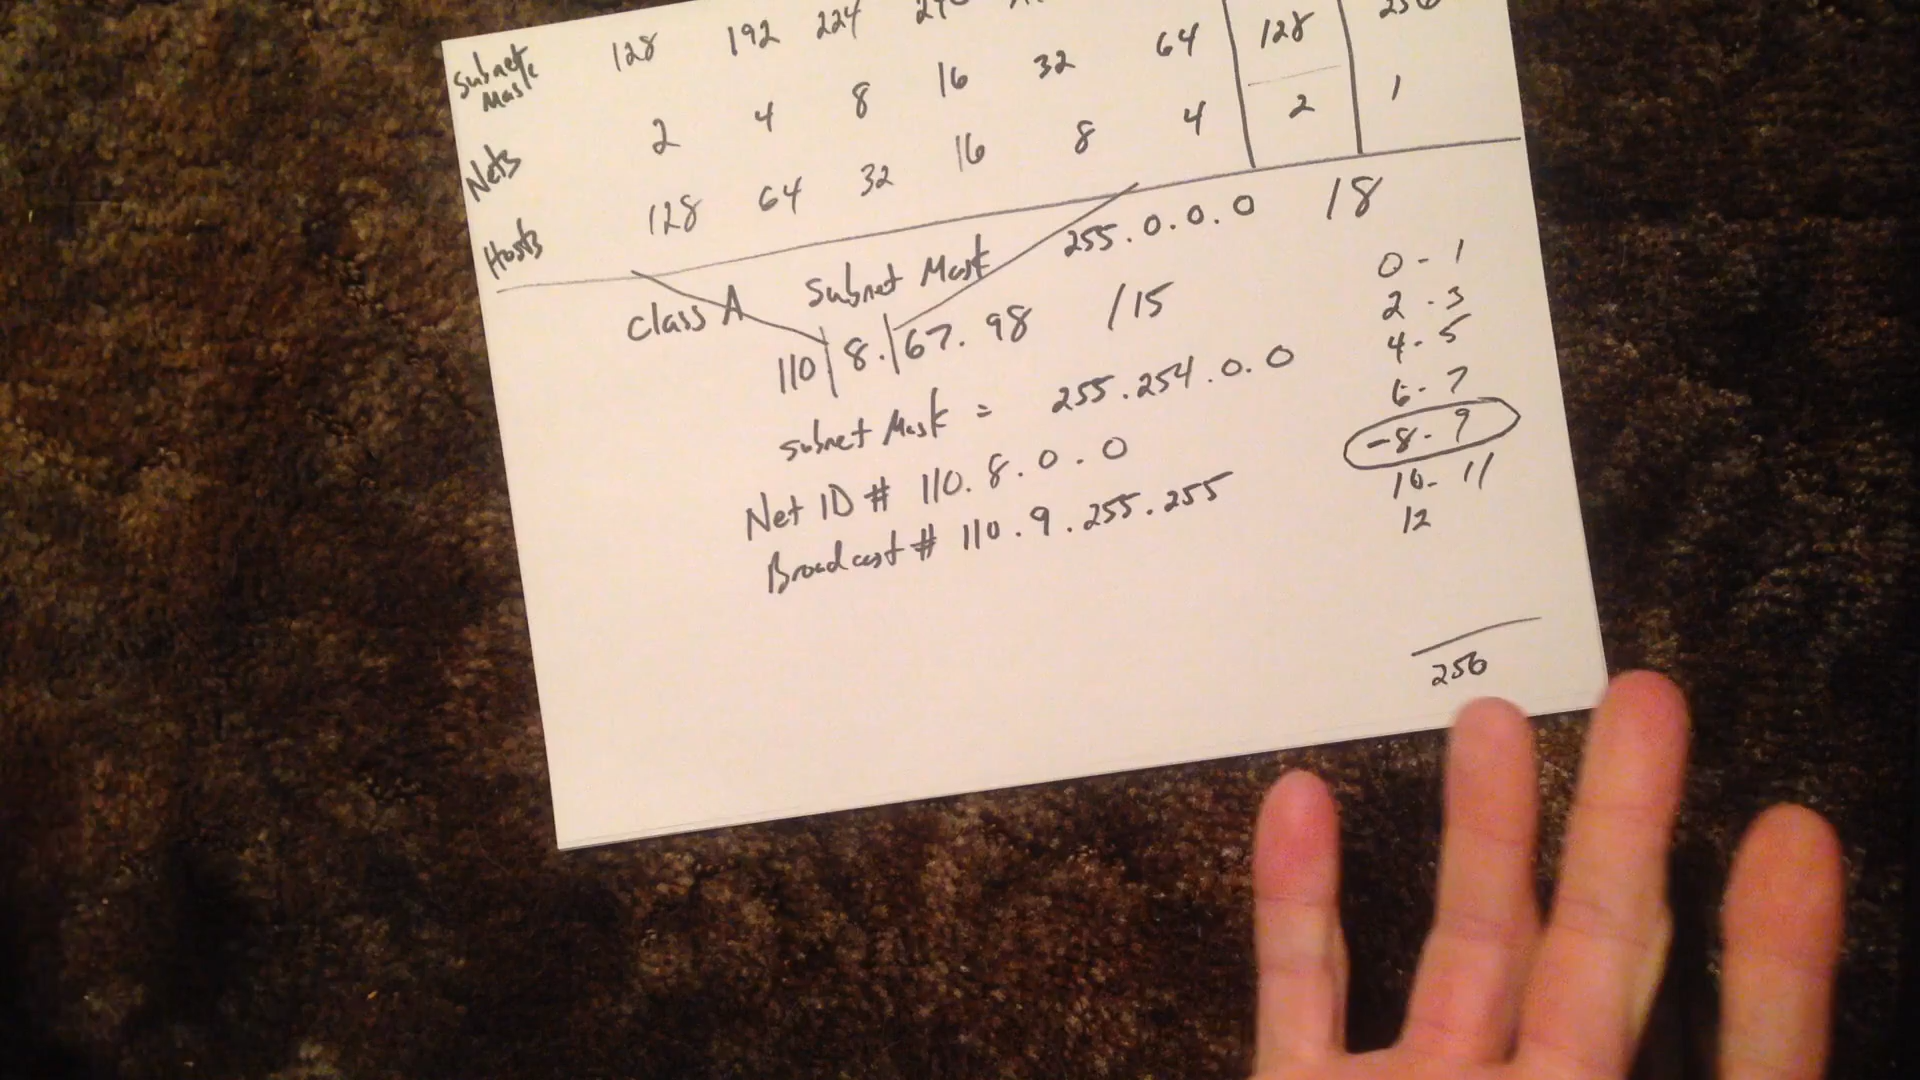 Subnet Mask 128 192 224
Nets 2 4 8 16 32 64 128 256
Hosts 128 64 32 16 8 4 2 1
Class A Subnet Mask 255.0.0.0 /8
110|8.|67.98 /15
Subnet Mask = 255.254.0.0
Net ID # 110.8.0.0
Broadcast # 110.9.255.255
0 - 1
2 - 3
4 - 5
6 - 7
-8 - 9
10 - 11
12
256